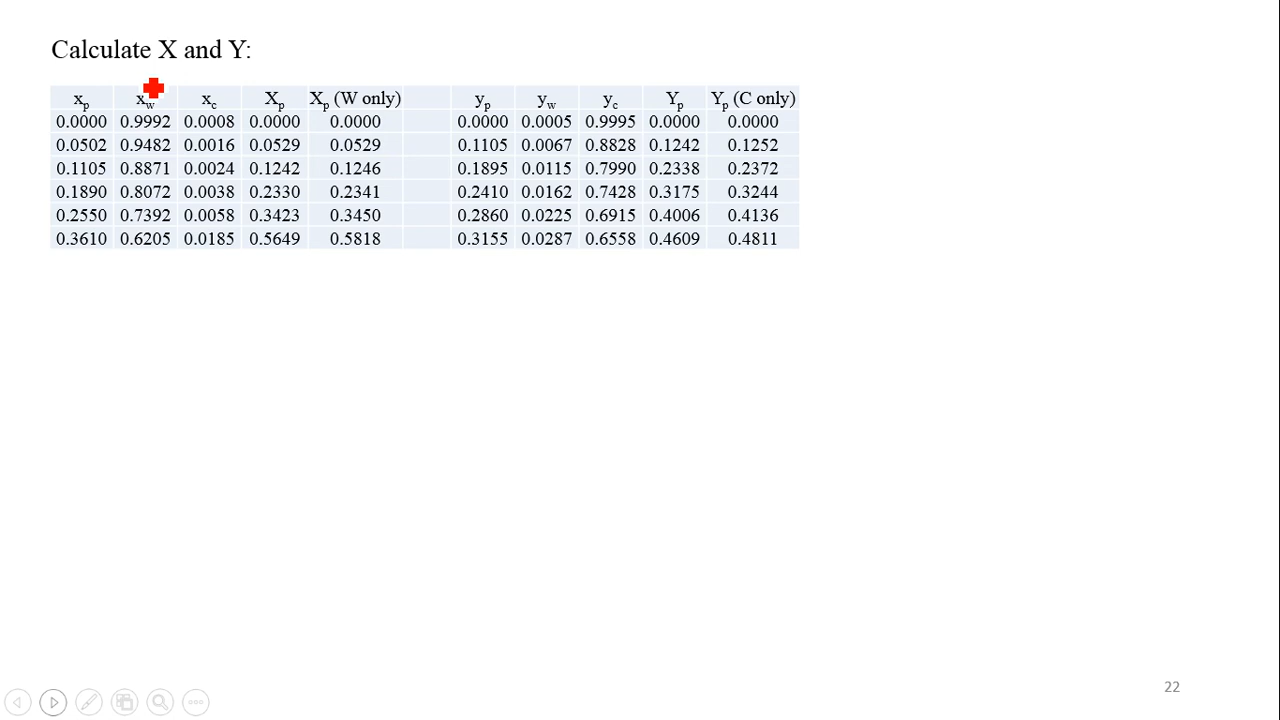 Calculate X and Y:
xp xw xc Xp Xp (W only) yp yw yc Yp Yp (C only)
0.0000 0.9992 0.0008 0.0000 0.0000 0.0000 0.0005 0.9995 0.0000 0.0000
0.0502 0.9482 0.0016 0.0529 0.0529 0.1105 0.0067 0.8828 0.1242 0.1252
0.1105 0.8871 0.0024 0.1242 0.1246 0.1895 0.0115 0.7990 0.2338 0.2372
0.1890 0.8072 0.0038 0.2330 0.2341 0.2410 0.0162 0.7428 0.3175 0.3244
0.2550 0.7392 0.0058 0.3423 0.3450 0.2860 0.0225 0.6915 0.4006 0.4136
0.3610 0.6205 0.0185 0.5649 0.5818 0.3155 0.0287 0.6558 0.4609 0.4811
22